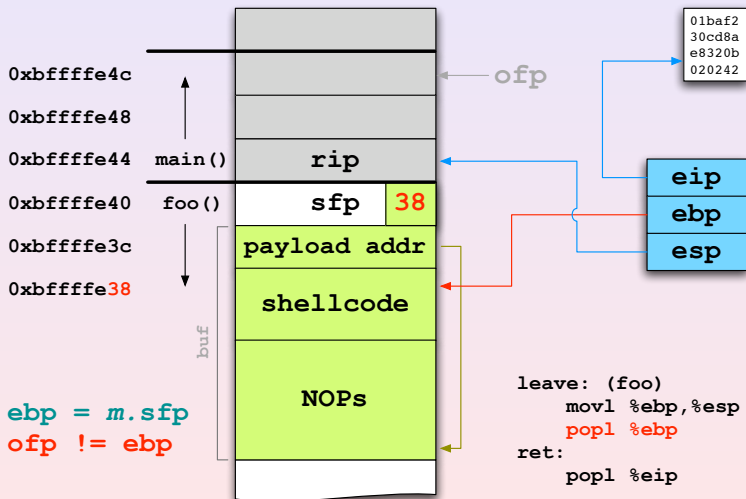 01baf2
30cd8a
e8320b
020242
0xbffffe4c
ofp
0xbffffe48
0xbffffe44 main() rip
eip
0xbffffe40 foo() sfp 38
ebp
0xbffffe3c payload addr
esp
0xbffffe38
shellcode
buf
NOPs
leave: (foo)
movl %ebp,%esp
popl %ebp
ret:
popl %eip
ebp = m.sfp
ofp != ebp